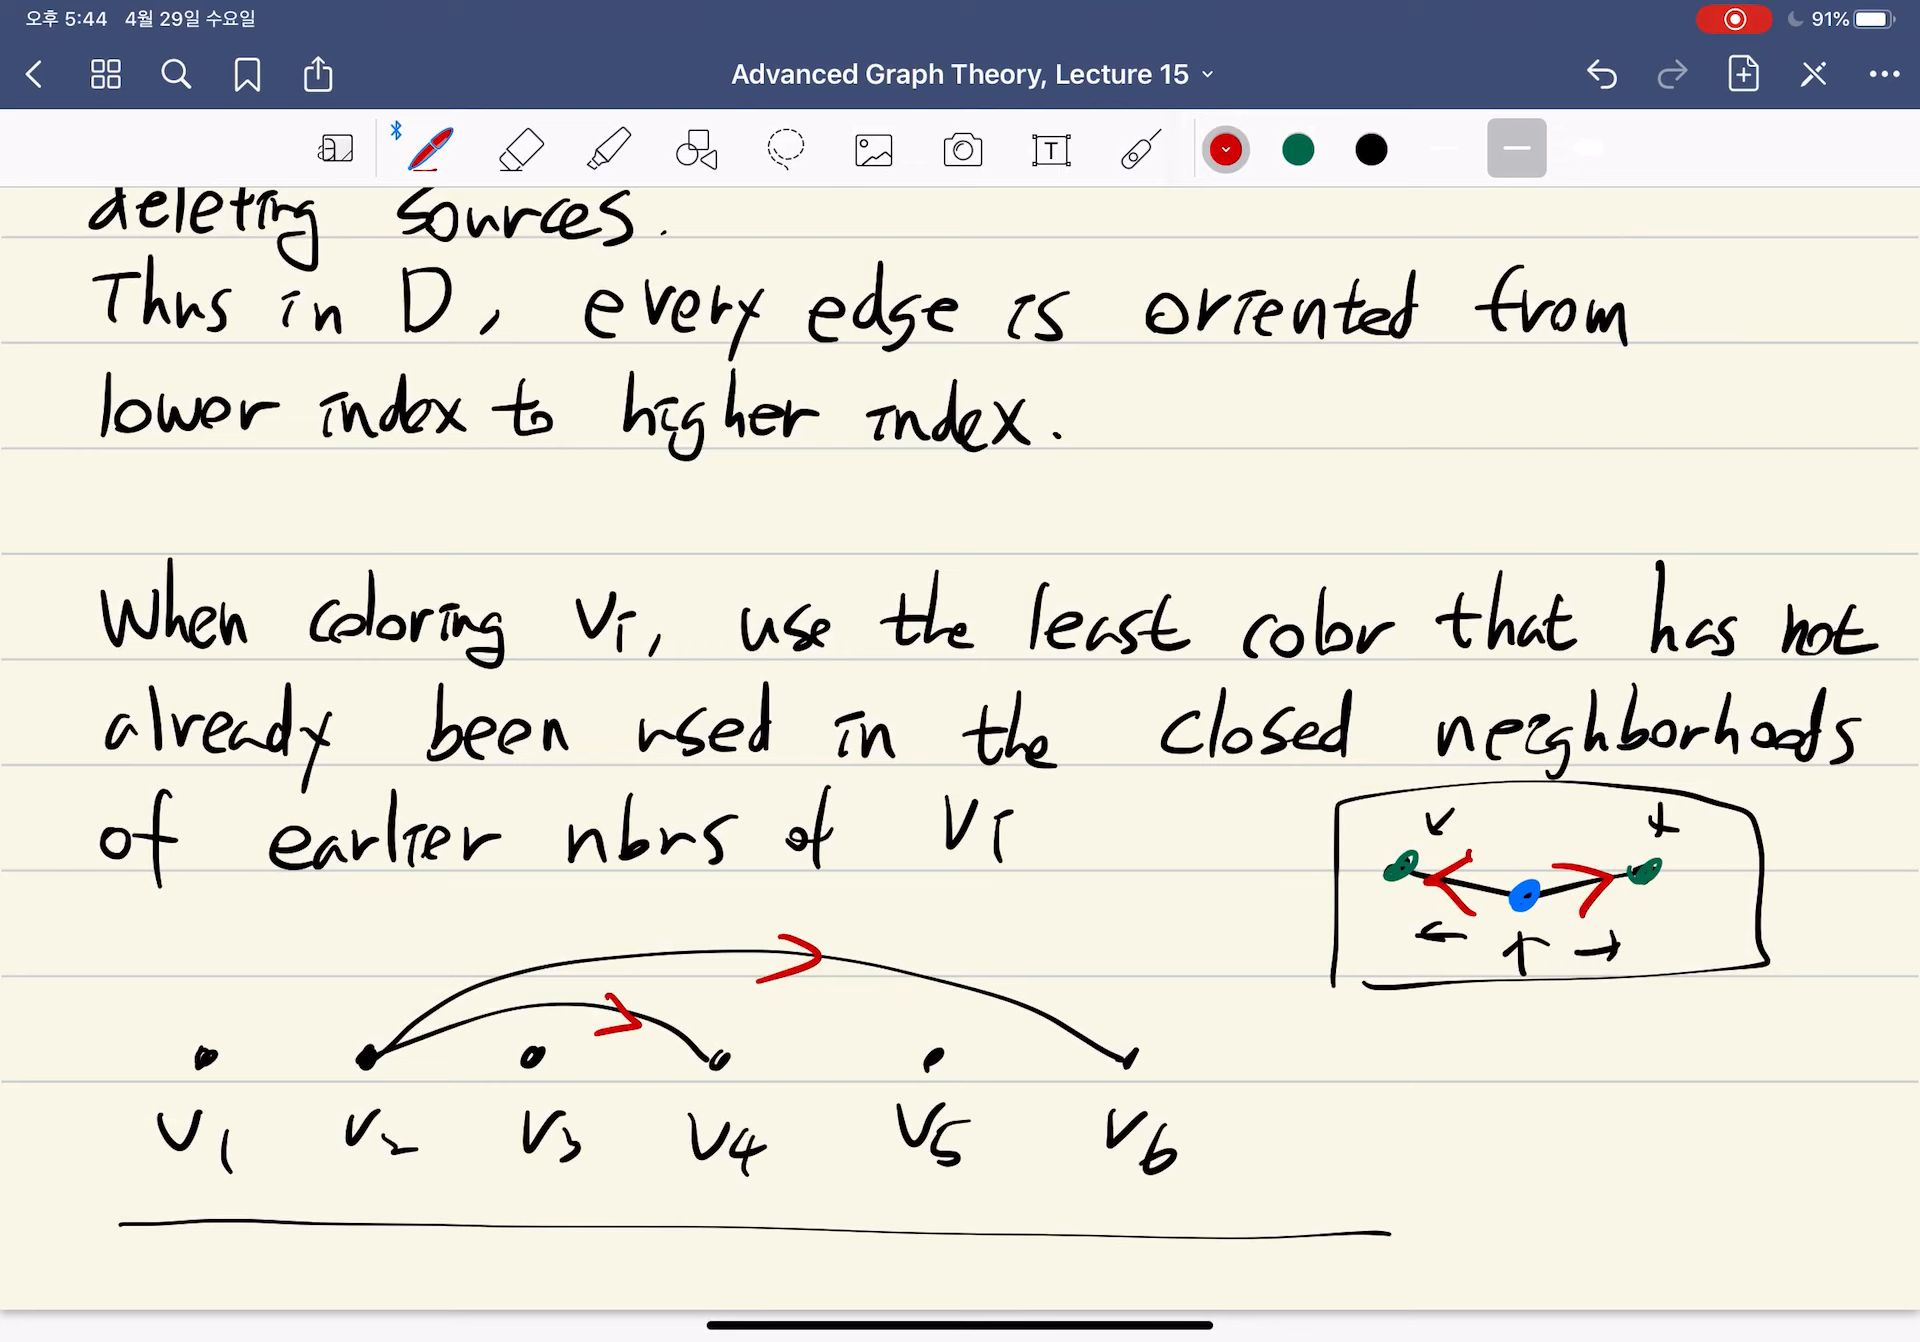 오후 5:44 4월 29일 수요일 91%
Advanced Graph Theory, Lecture 15
a T
deleting sources.
Thus in D, every edge is oriented from
lower index to higher index.
When coloring Vi, use the least color that has not
already been used in the closed neighborhoods
of earlier nbrs of Vi
V1 V2 V3 V4 V5 V6